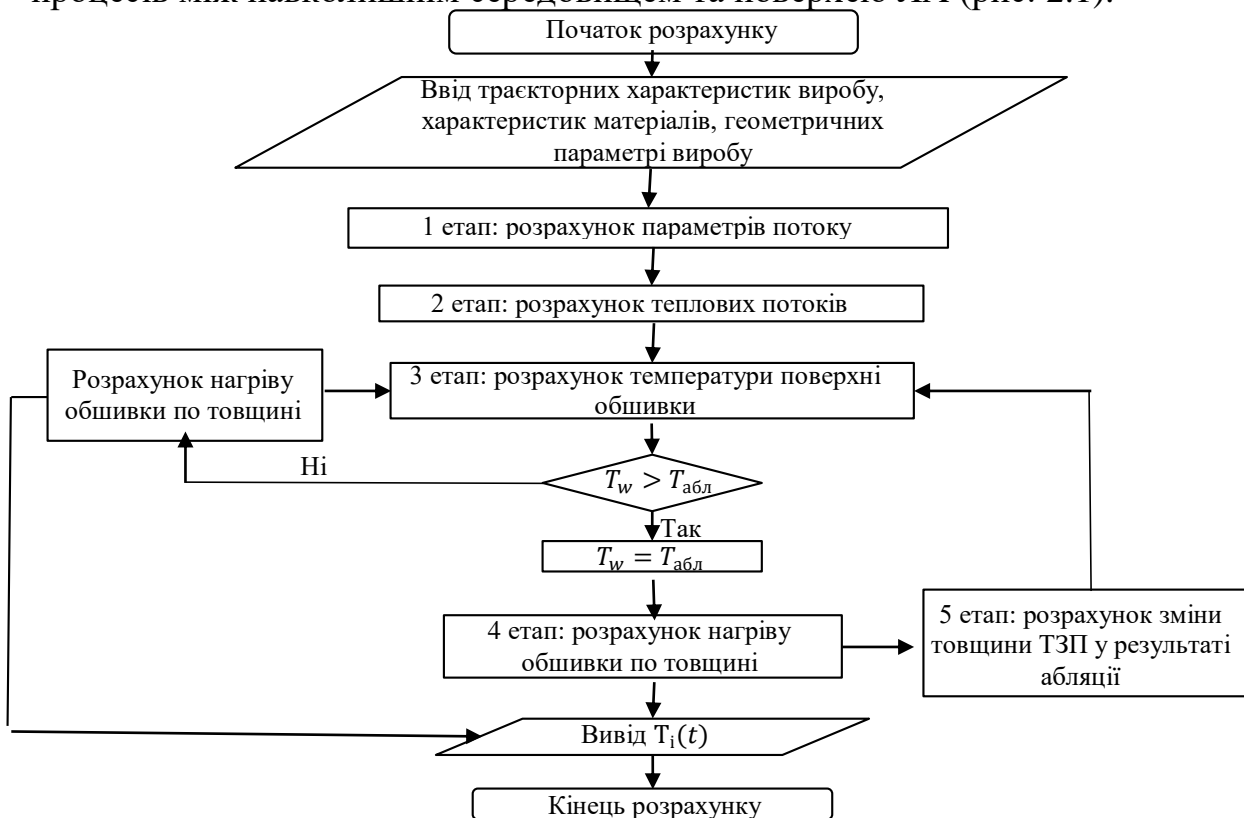 процесів між навколишнім середовищем та поверхнею ЛА (рис. 2.1).
Початок розрахунку
Ввід траєкторних характеристик виробу,
характеристик матеріалів, геометричних
параметрі виробу
1 етап: розрахунок параметрів потоку
2 етап: розрахунок теплових потоків
Розрахунок нагріву
обшивки по товщині
3 етап: розрахунок температури поверхні
обшивки
Ні
T_w > T_абл
Так
T_w = T_абл
4 етап: розрахунок нагріву
обшивки по товщині
5 етап: розрахунок зміни
товщини ТЗП у результаті
абляції
Вивід T_i(t)
Кінець розрахунку